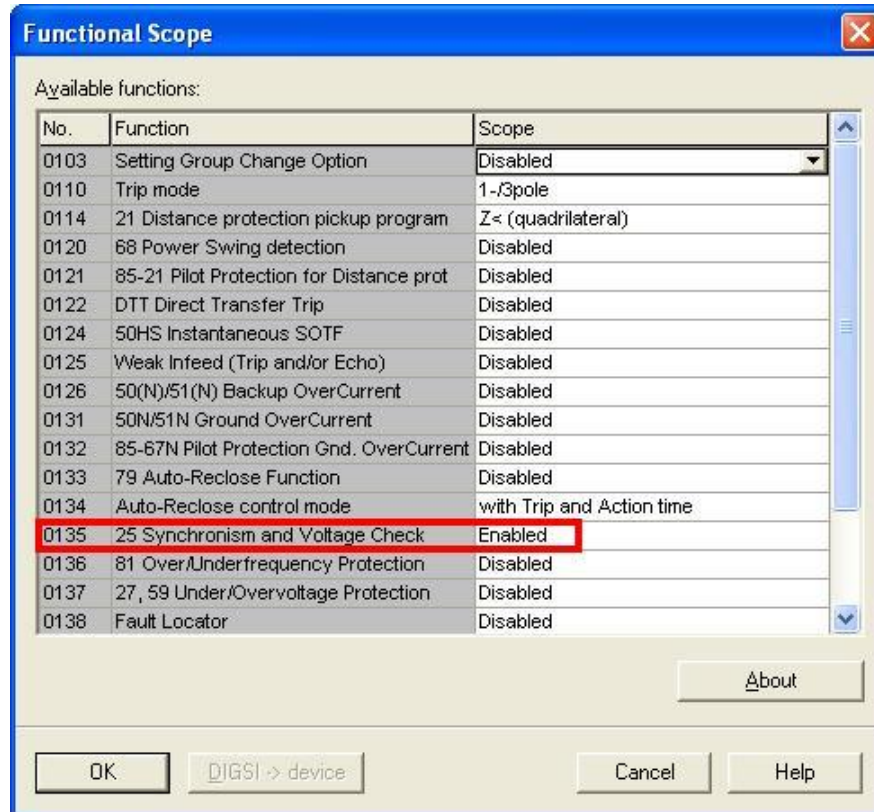 Functional Scope
Available functions:
No. Function Scope
0103 Setting Group Change Option Disabled
0110 Trip mode 1-/3pole
0114 21 Distance protection pickup program Z< (quadrilateral)
0120 68 Power Swing detection Disabled
0121 85-21 Pilot Protection for Distance prot Disabled
0122 DTT Direct Transfer Trip Disabled
0124 50HS Instantaneous SOTF Disabled
0125 Weak Infeed (Trip and/or Echo) Disabled
0126 50(N)/51(N) Backup OverCurrent Disabled
0131 50N/51N Ground OverCurrent Disabled
0132 85-67N Pilot Protection Gnd. OverCurrent Disabled
0133 79 Auto-Reclose Function Disabled
0134 Auto-Reclose control mode with Trip and Action time
0135 25 Synchronism and Voltage Check Enabled
0136 81 Over/Underfrequency Protection Disabled
0137 27, 59 Under/Overvoltage Protection Disabled
0138 Fault Locator Disabled
About
OK DIGSI -> device Cancel Help